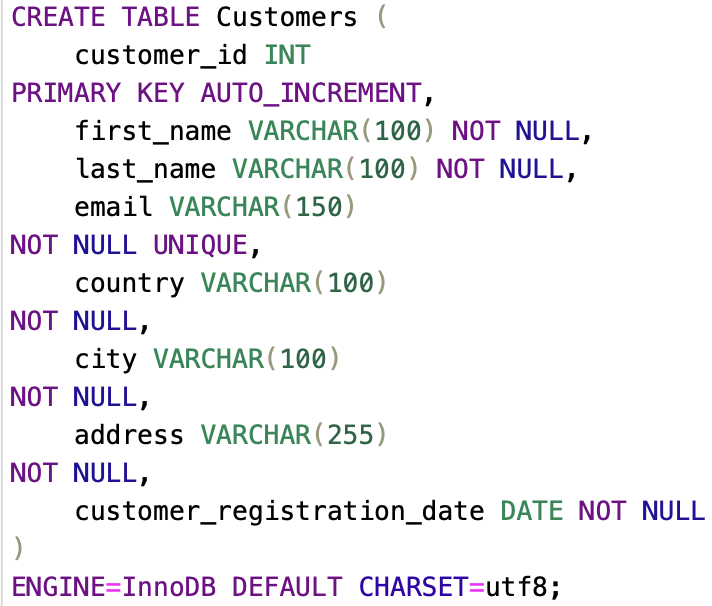 CREATE TABLE Customers (
    customer_id INT
PRIMARY KEY AUTO_INCREMENT,
    first_name VARCHAR(100) NOT NULL,
    last_name VARCHAR(100) NOT NULL,
    email VARCHAR(150)
NOT NULL UNIQUE,
    country VARCHAR(100)
NOT NULL,
    city VARCHAR(100)
NOT NULL,
    address VARCHAR(255)
NOT NULL,
    customer_registration_date DATE NOT NULL
)
ENGINE=InnoDB DEFAULT CHARSET=utf8;